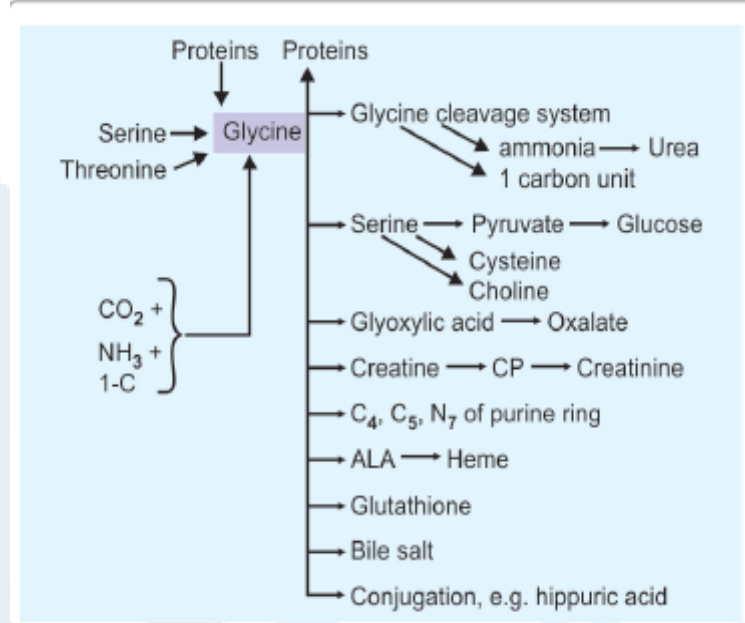 Proteins Proteins
Serine Glycine
Threonine
CO₂ +
NH₃ +
1-C
Glycine cleavage system
ammonia Urea
1 carbon unit
Serine Pyruvate Glucose
Cysteine
Choline
Glyoxylic acid Oxalate
Creatine CP Creatinine
C₄, C₅, N₇ of purine ring
ALA Heme
Glutathione
Bile salt
Conjugation, e.g. hippuric acid